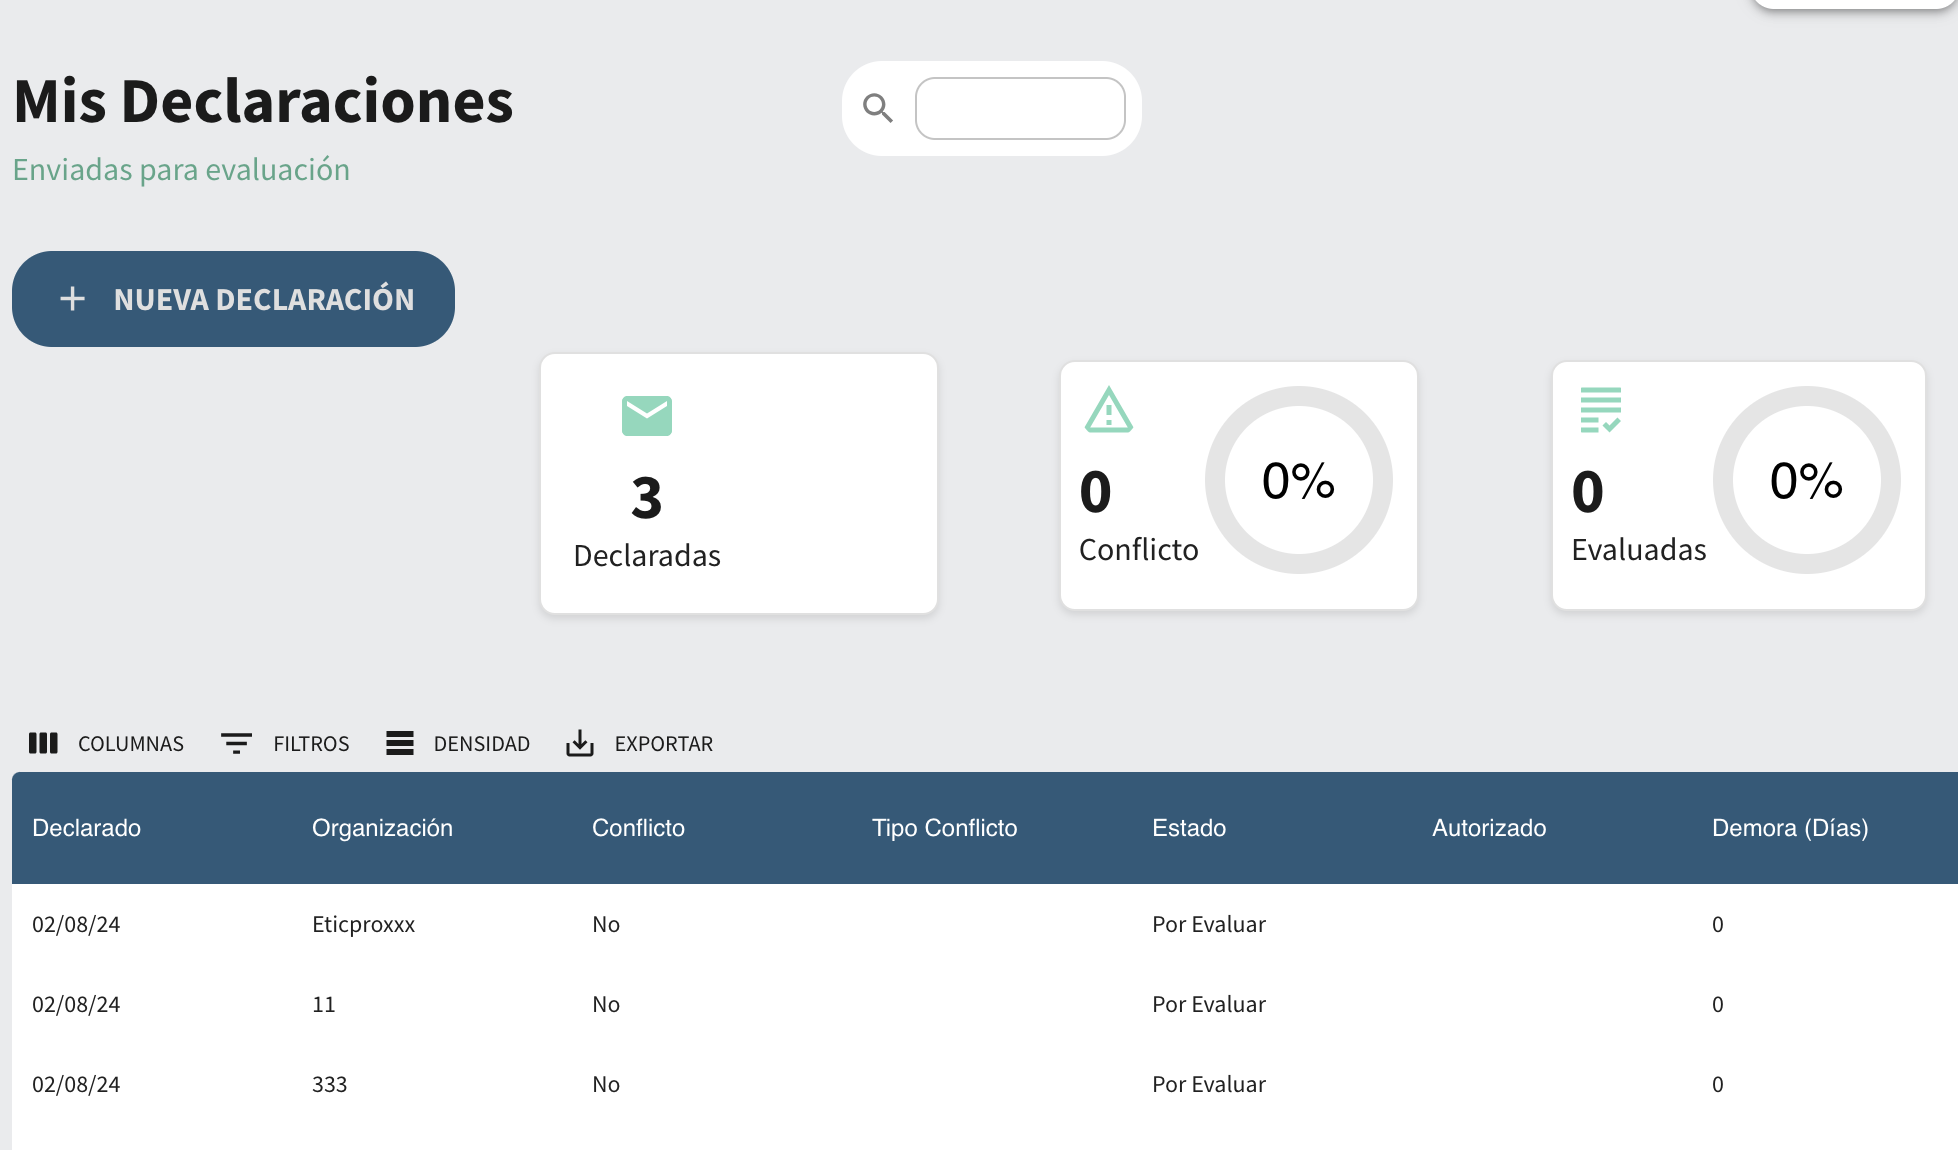 Mis Declaraciones
Enviadas para evaluación
NUEVA DECLARACIÓN
3
Declaradas
0
Conflicto
0%
0
Evaluadas
0%
COLUMNAS FILTROS DENSIDAD EXPORTAR
Declarado Organización Conflicto Tipo Conflicto Estado Autorizado Demora (Días)
02/08/24 Eticproxxx No Por Evaluar 0
02/08/24 11 No Por Evaluar 0
02/08/24 333 No Por Evaluar 0